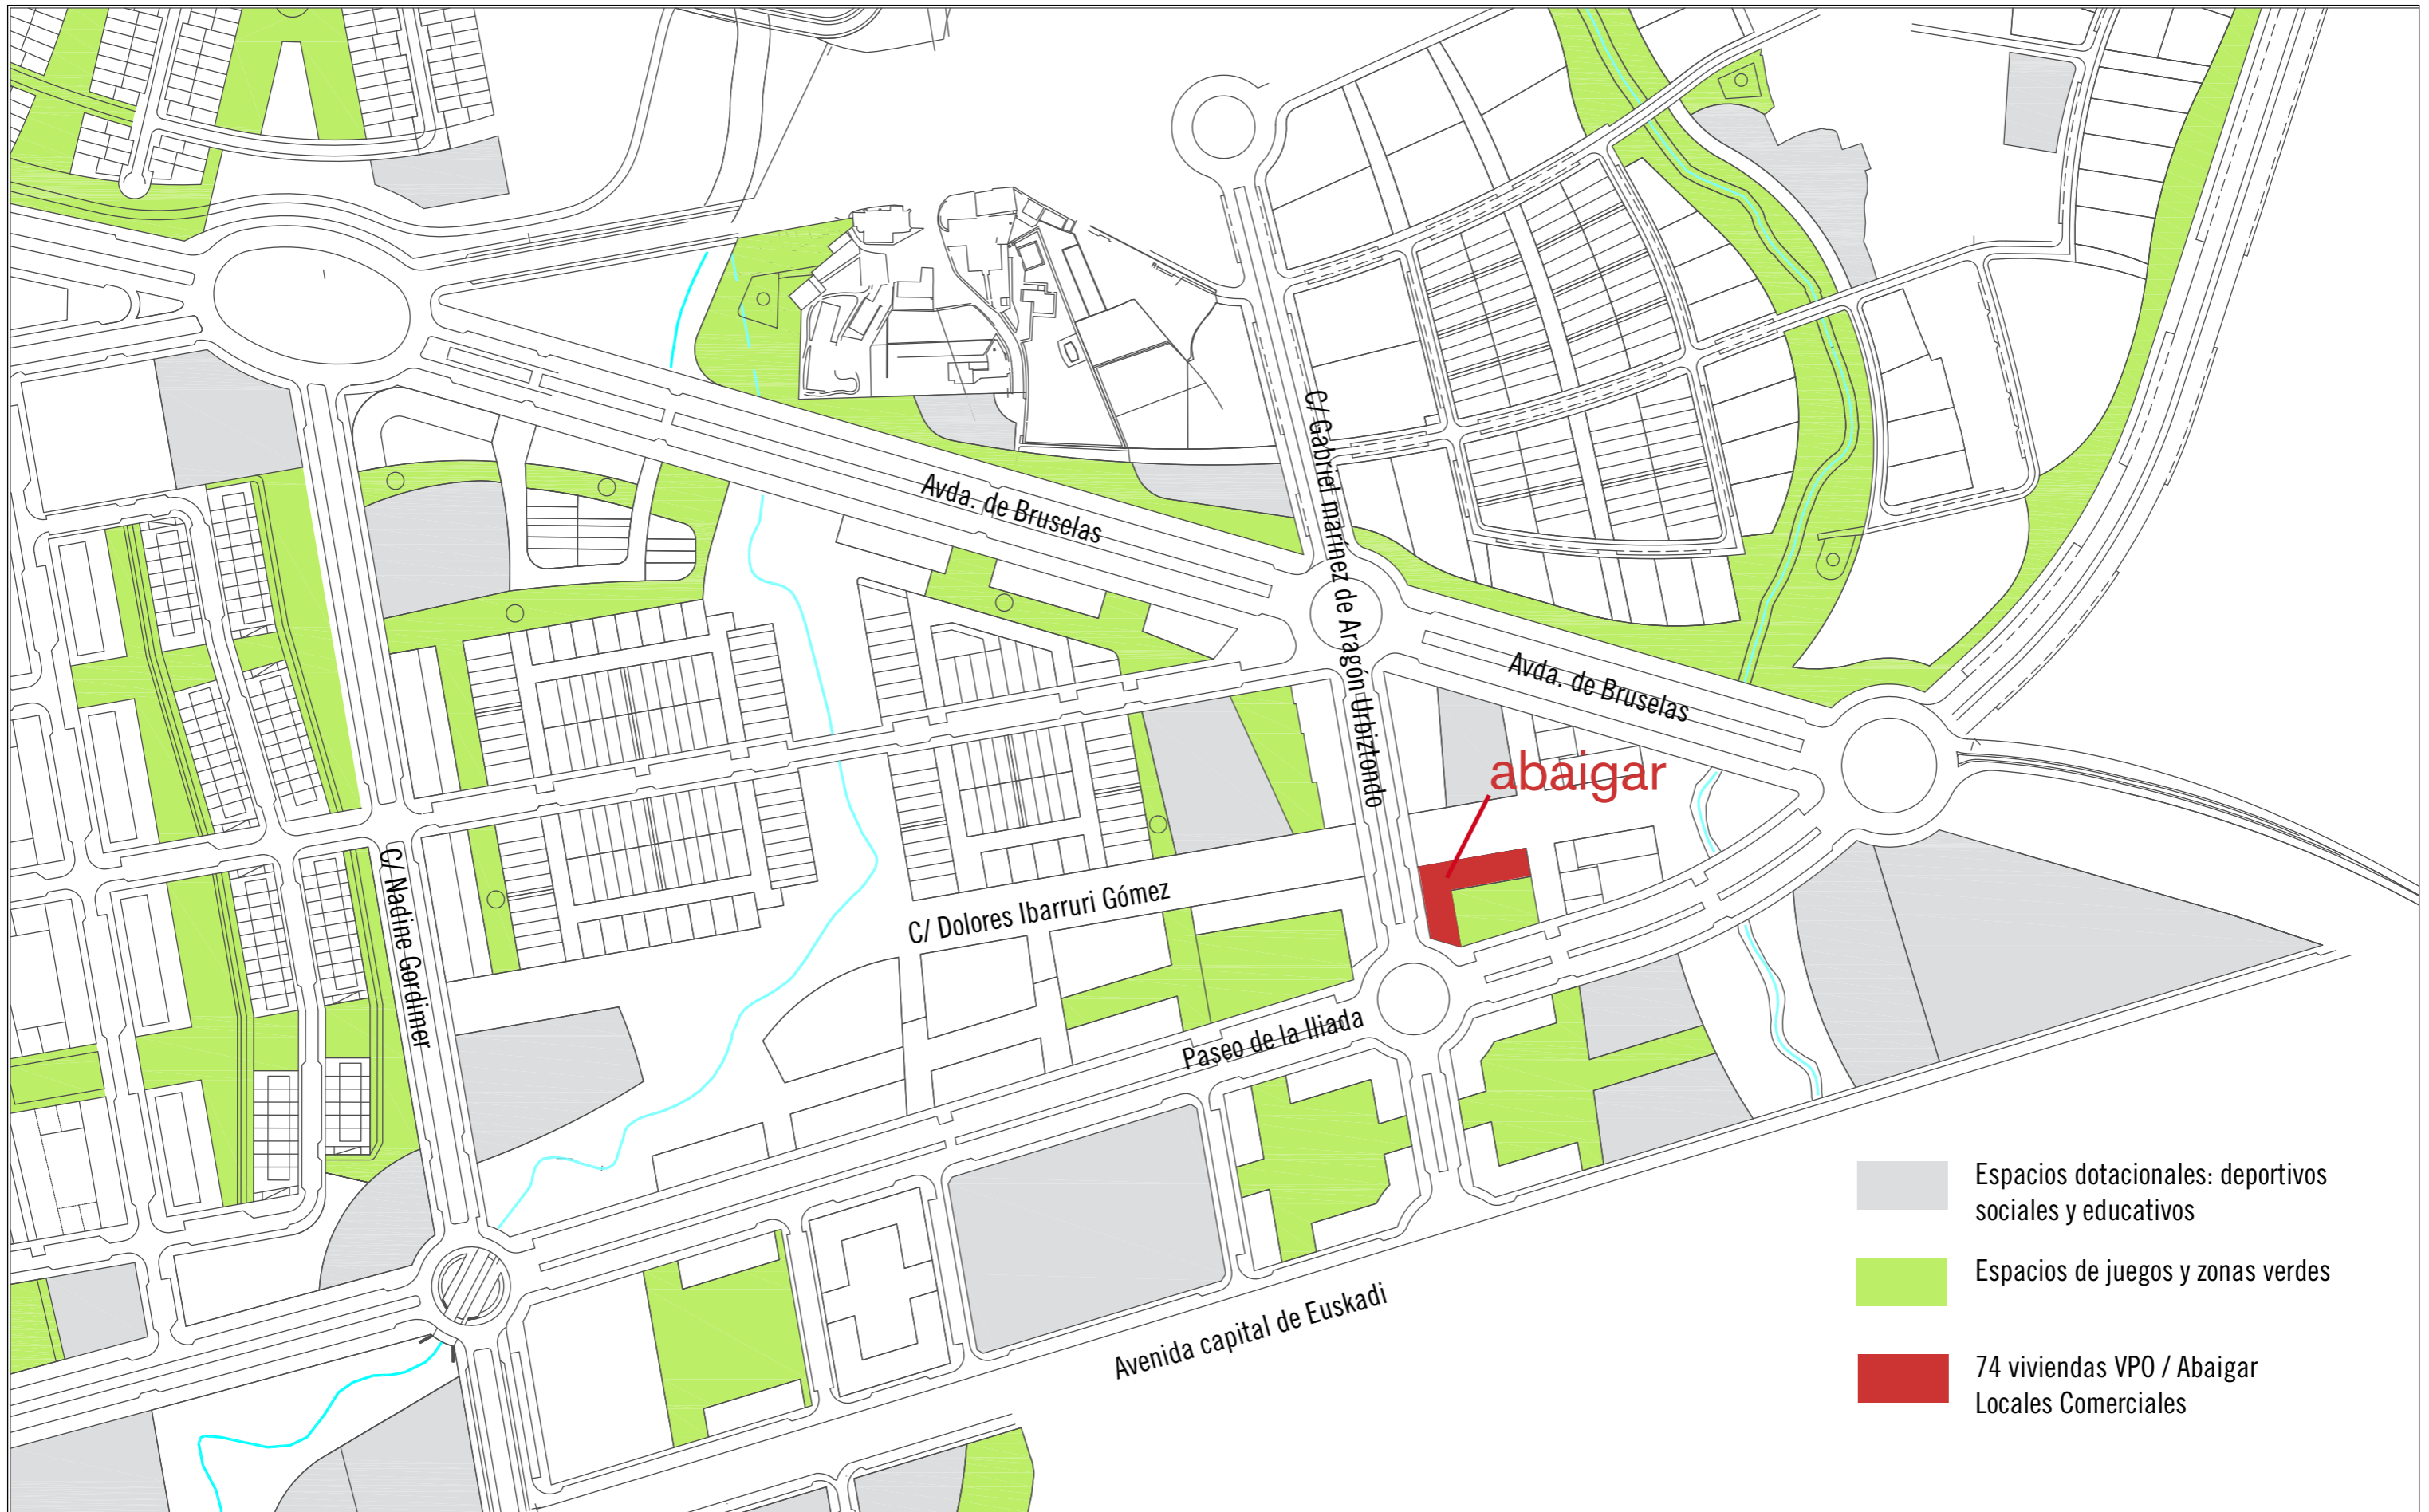 C/ Gabriel marínez de Aragón Urbiztondo
Avda. de Bruselas
Avda. de Bruselas
abaigar
C/ Nadine Gordimer
C/ Dolores Ibarruri Gómez
Paseo de la Iliada
Avenida capital de Euskadi
Espacios dotacionales: deportivos
sociales y educativos
Espacios de juegos y zonas verdes
74 viviendas VPO / Abaigar
Locales Comerciales